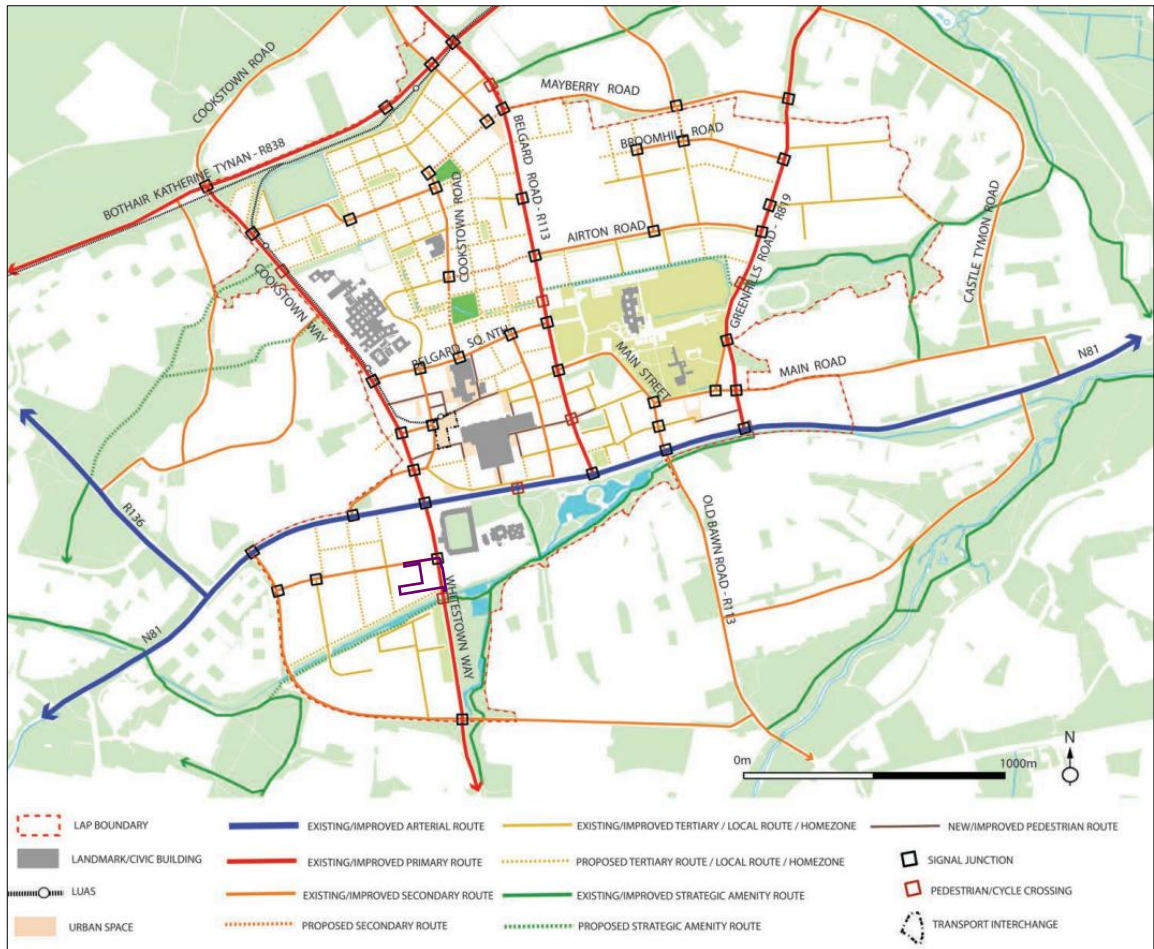 COOKSTOWN ROAD
MAYBERRY ROAD
BROOMHILL ROAD
BELGARD ROAD - R113
BOTHAIR KATHERINE TYNAN - R838
COOKSTOWN ROAD
AIRTON ROAD
GREENHILLS ROAD - R819
CASTLE TYMON ROAD
COOKSTOWN WAY
BELGARD SQ. NTH
MAIN STREET
MAIN ROAD
N81
R136
OLD BAWN ROAD - R113
WHITESTOWN WAY
N81
N
0m
1000m
LAP BOUNDARY
EXISTING/IMPROVED ARTERIAL ROUTE
EXISTING/IMPROVED TERTIARY / LOCAL ROUTE / HOMEZONE
NEW/IMPROVED PEDESTRIAN ROUTE
LANDMARK/CIVIC BUILDING
EXISTING/IMPROVED PRIMARY ROUTE
PROPOSED TERTIARY ROUTE / LOCAL ROUTE / HOMEZONE
SIGNAL JUNCTION
LUAS
EXISTING/IMPROVED SECONDARY ROUTE
EXISTING/IMPROVED STRATEGIC AMENITY ROUTE
PEDESTRIAN/CYCLE CROSSING
URBAN SPACE
PROPOSED SECONDARY ROUTE
PROPOSED STRATEGIC AMENITY ROUTE
TRANSPORT INTERCHANGE